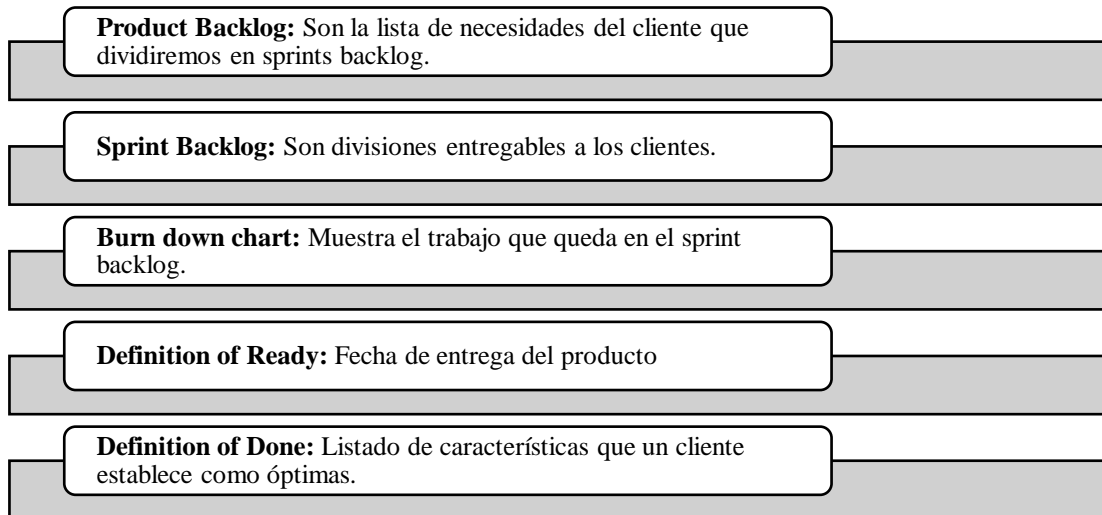 Product Backlog: Son la lista de necesidades del cliente que
dividiremos en sprints backlog.
Sprint Backlog: Son divisiones entregables a los clientes.
Burn down chart: Muestra el trabajo que queda en el sprint
backlog.
Definition of Ready: Fecha de entrega del producto
Definition of Done: Listado de características que un cliente
establece como óptimas.